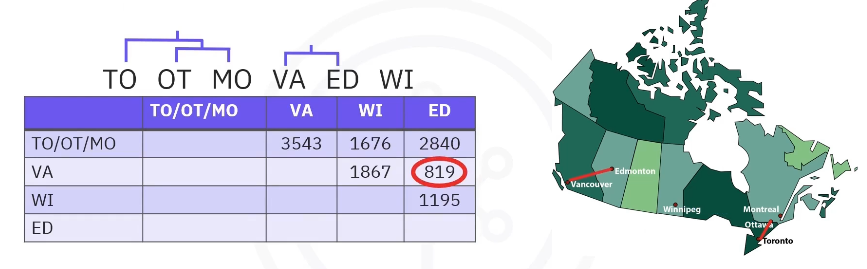 TO OT MO VA ED WI
TO/OT/MO VA WI ED
TO/OT/MO 3543 1676 2840
VA 1867 819
WI 1195
ED
Edmonton
Vancouver
Winnipeg
Montreal
Ottawa
Toronto